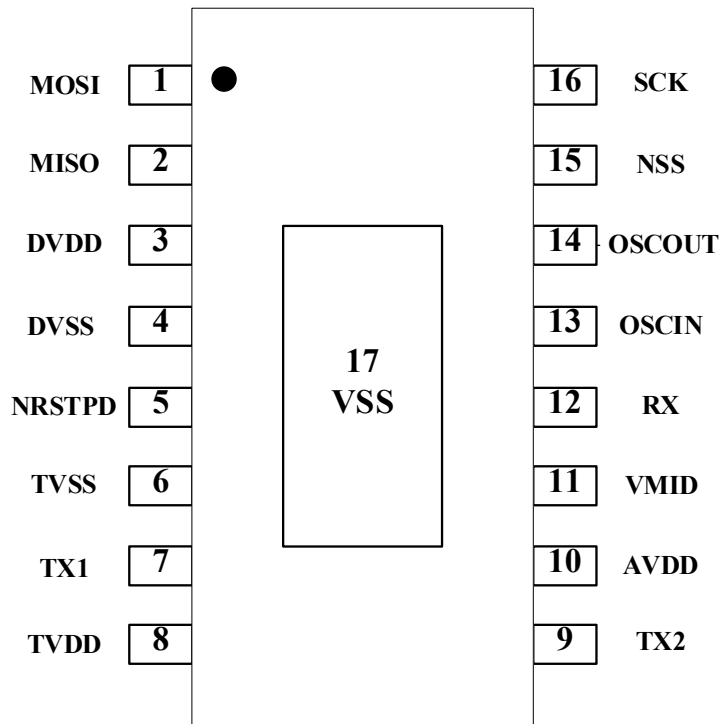 MOSI 1 16 SCK
MISO 2 15 NSS
DVDD 3 14 OSCOUT
DVSS 4 13 OSCIN
17
VSS
NRSTPD 5 12 RX
TVSS 6 11 VMID
TX1 7 10 AVDD
TVDD 8 9 TX2